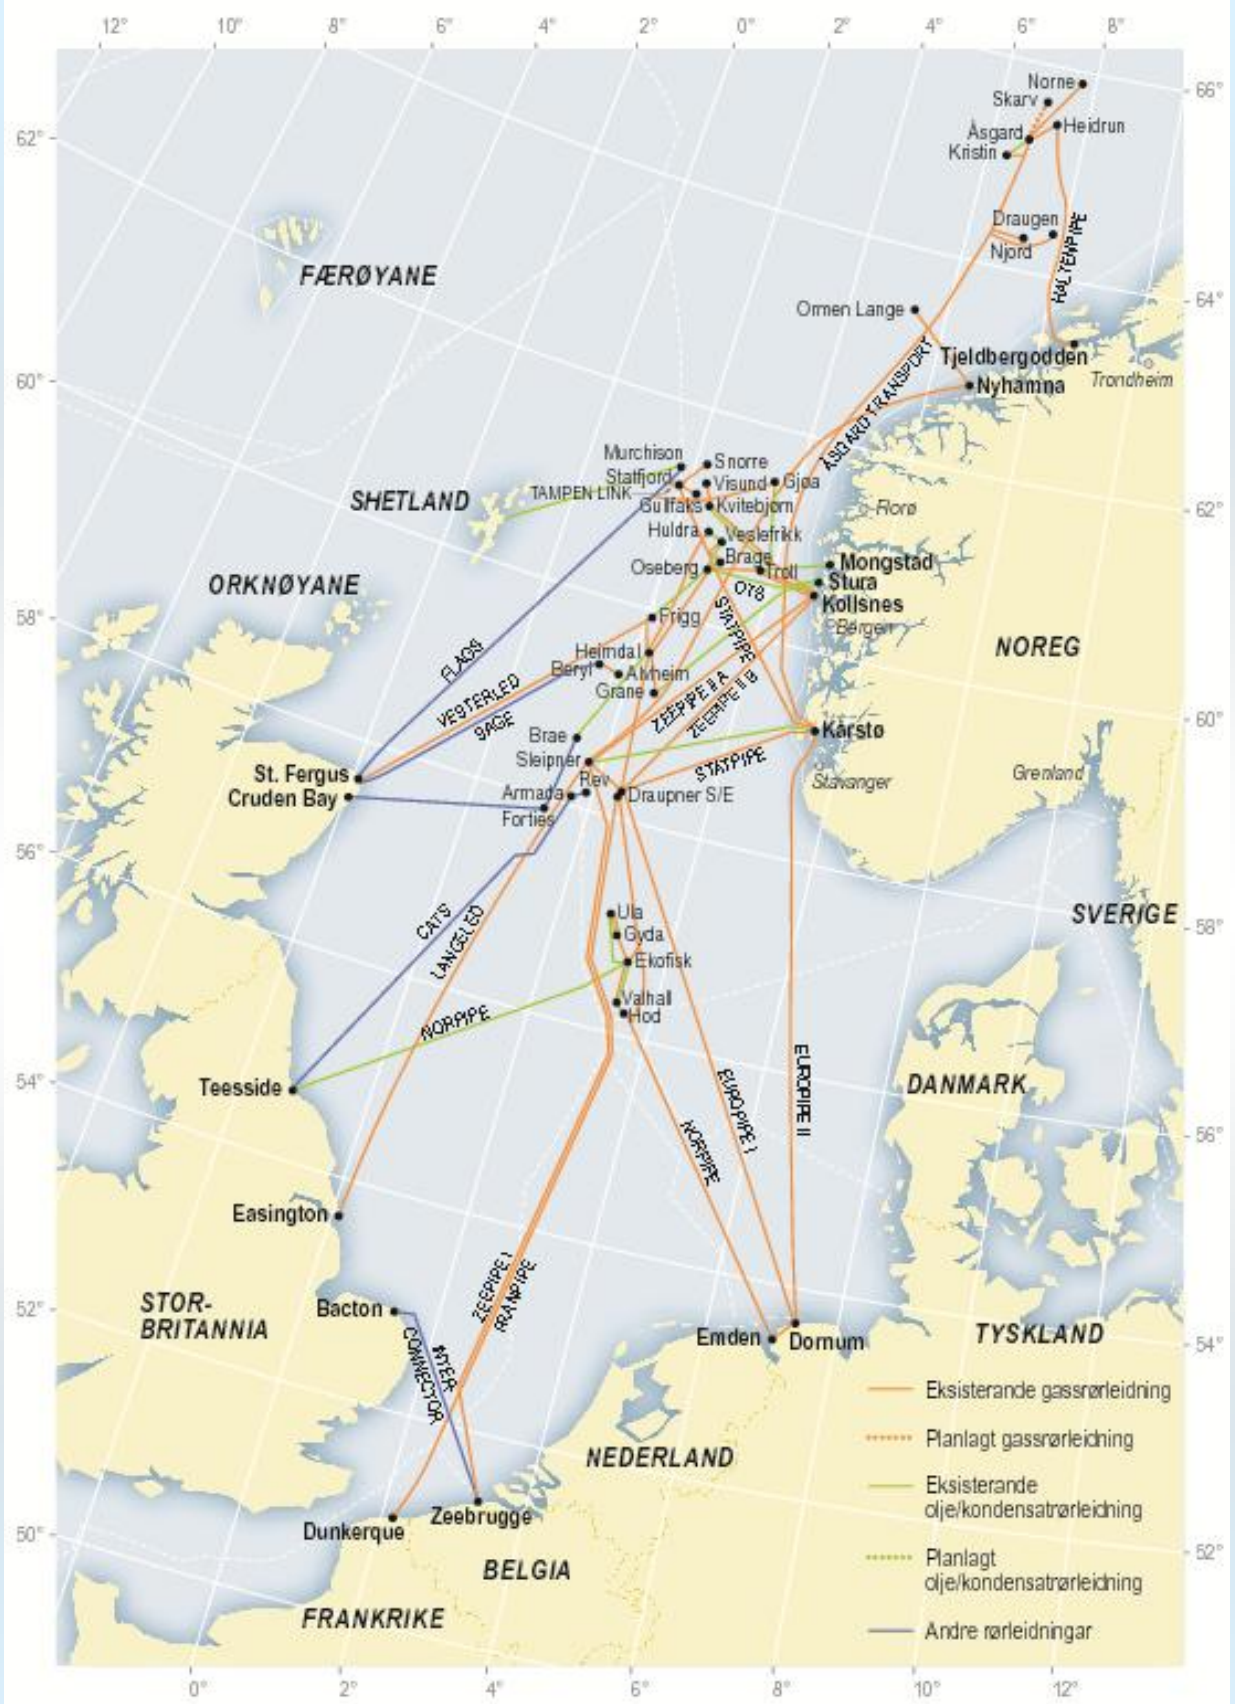 12° 10° 8° 6° 4° 2° 0° 2° 4° 6° 8°
Norne
66°
Skarv
Åsgard
Heidrun
62°
Kristin
Draugen
Njord
HALTENPIPE
FÆRØYANE
64°
Ormen Lange
Tjeldbergodden
Trondheim
60°
Nyhamna
ÅSGARD TRANSPORT
Murchison
Snorre
Statfjord
Visund
Gjøa
TAMPEN LINK
SHETLAND
Gullfaks
Kvitebjørn
Florø
62°
Huldra
Veslefrikk
Brage
Mongstad
Oseberg
Troll
Stura
ORKNØYANE
OTS
Kollsnes
58°
Frigg
Bergen
STATPIPE
NOREG
FLAGS
Heimdal
Beryl
Alvheim
Grane
VESTERLED
ZEEPIPE II A
ZEEPIPE II B
SAGE
60°
Brae
Kårstø
Sleipner
STATPIPE
St. Fergus
Rev
Stavanger
Grenland
Cruden Bay
Armada
Draupner S/E
Forties
56°
CATS
LANGELED
Ula
SVERIGE
Gyda
58°
Ekofisk
Valhall
Hod
NORPIPE
54°
Teesside
EUROPIPE II
EUROPIPE I
DANMARK
NORPIPE
56°
Easington
ZEEPIPE I
FRANPIPE
STOR-
BRITANNIA
52°
Bacton
Emden
Dornum
TYSKLAND
54°
INTER
CONNECTOR
Eksisterande gassrørleidning
Planlagt gassrørleidning
NEDERLAND
Eksisterande
olje/kondensatrørleidning
Zeebrugge
Dunkerque
50°
52°
BELGIA
Planlagt
olje/kondensatrørleidning
FRANKRIKE
Andre rørleidningar
0° 2° 4° 6° 8° 10° 12°